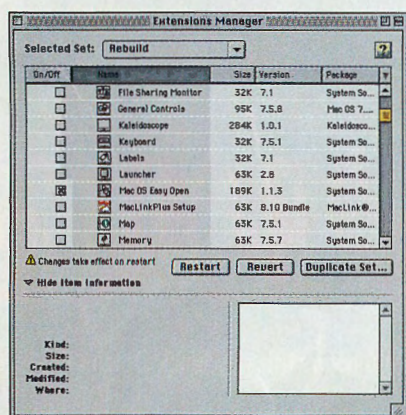 Extensions Manager
Selected Set: Rebuild
On/Off Name Size Version Package
File Sharing Monitor 32K 7.1 System So...
General Controls 95K 7.5.8 Mac OS 7....
Kaleidoscope 284K 1.0.1 Kaleidosco...
Keyboard 32K 7.5.1 System So...
Labels 32K 7.1 System So...
Launcher 63K 2.8 System So...
Mac OS Easy Open 189K 1.1.3 System So...
MacLinkPlus Setup 63K 8.10 Bundle MacLink®...
Map 63K 7.5.1 System So...
Memory 63K 7.5.7 System So...
Changes take effect on restart Restart Revert Duplicate Set...
Hide Item Information
Kind:
Size:
Created:
Modified:
Where: